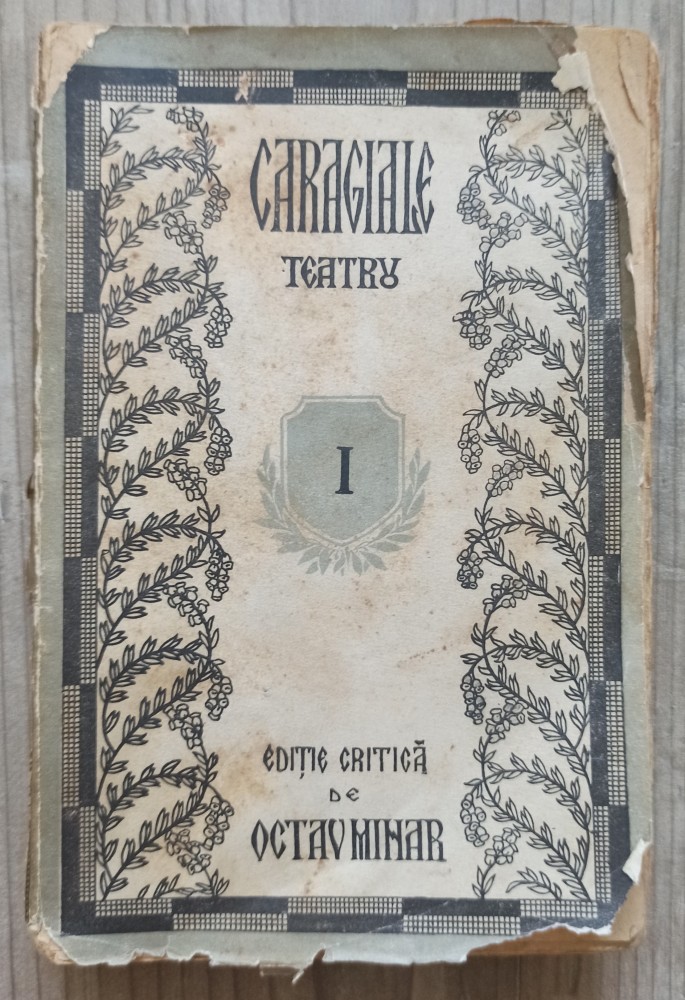 CARAGIALE
TEATRU
I
EDIȚIE CRITICĂ
DE
OCTAV MINAR